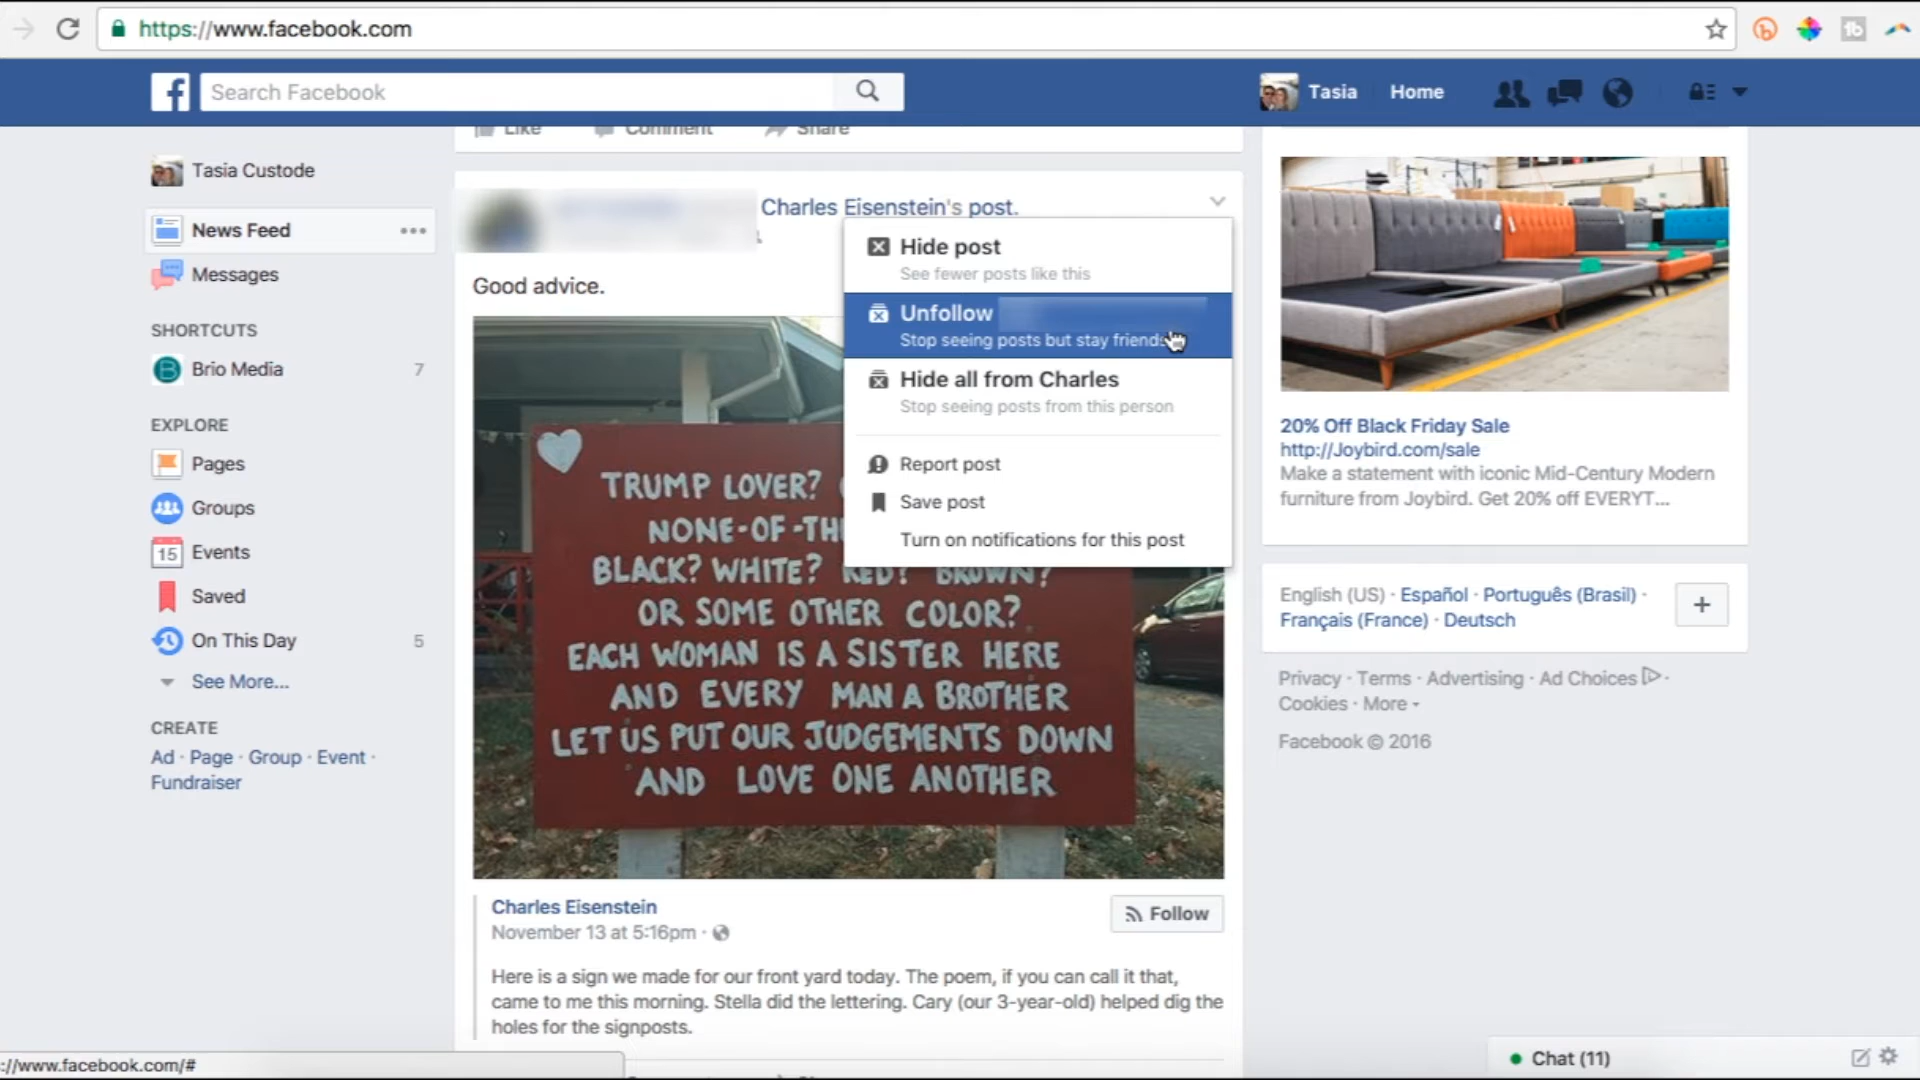 https://www.facebook.com
Search Facebook
Tasia
Home
Like
Comment
Share
Tasia Custode
News Feed
Messages
SHORTCUTS
Brio Media
7
EXPLORE
Pages
Groups
15
Events
Saved
On This Day
5
See More...
CREATE
Ad · Page · Group · Event ·
Fundraiser
Charles Eisenstein's post.
Good advice.
Hide post
See fewer posts like this
Unfollow
Stop seeing posts but stay friends
Hide all from Charles
Stop seeing posts from this person
Report post
Save post
Turn on notifications for this post
TRUMP LOVER?
NONE-OF-TH
BLACK? WHITE? RED? BROWN?
OR SOME OTHER COLOR?
EACH WOMAN IS A SISTER HERE
AND EVERY MAN A BROTHER
LET US PUT OUR JUDGEMENTS DOWN
AND LOVE ONE ANOTHER
Charles Eisenstein
November 13 at 5:16pm ·
Follow
Here is a sign we made for our front yard today. The poem, if you can call it that,
came to me this morning. Stella did the lettering. Cary (our 3-year-old) helped dig the
holes for the signposts.
20% Off Black Friday Sale
http://Joybird.com/sale
Make a statement with iconic Mid-Century Modern
furniture from Joybird. Get 20% off EVERYT...
English (US) · Español · Português (Brasil) ·
Français (France) · Deutsch
+
Privacy · Terms · Advertising · Ad Choices ·
Cookies · More
Facebook © 2016
://www.facebook.com/#
Chat (11)